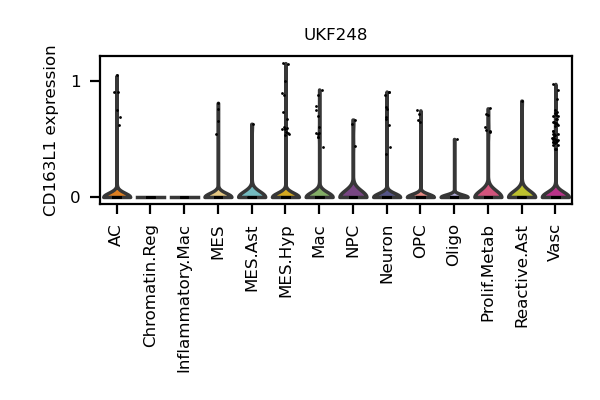 UKF248
CD163L1 expression
1
0
AC
Chromatin.Reg
Inflammatory.Mac
MES
MES.Ast
MES.Hyp
Mac
NPC
Neuron
OPC
Oligo
Prolif.Metab
Reactive.Ast
Vasc